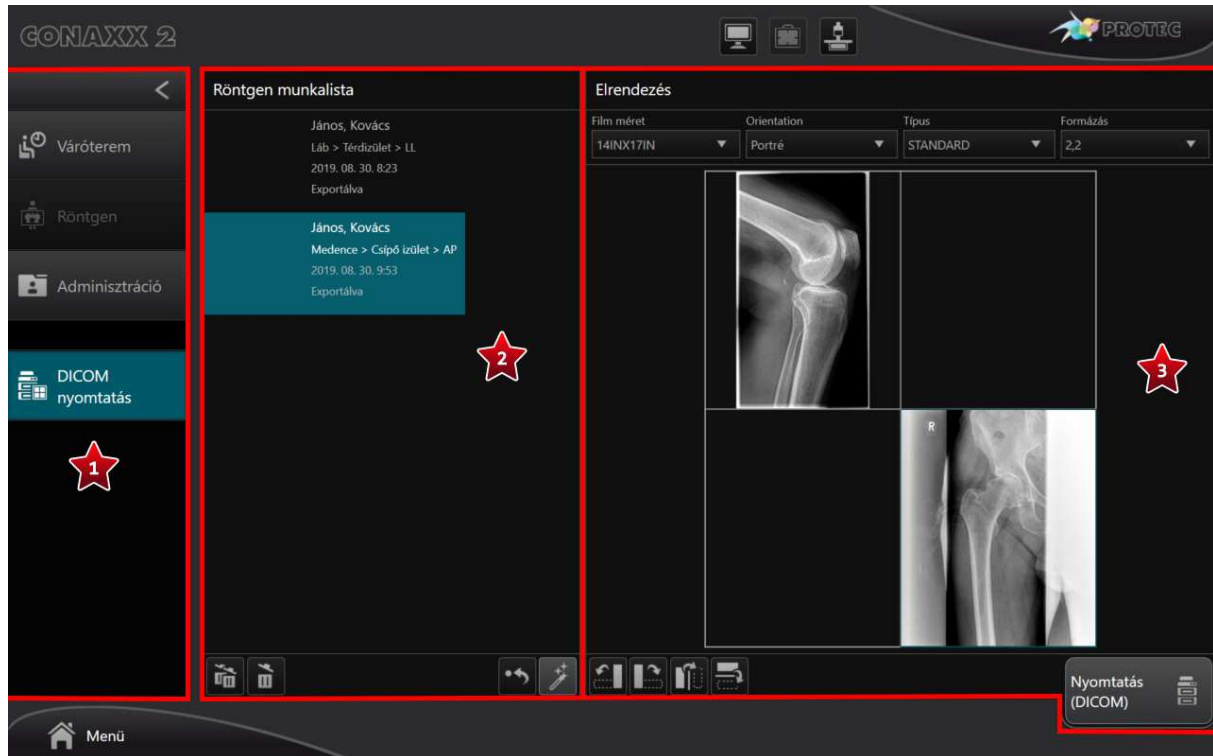 CONAXX 2
PROTEC
Váróterem
Röntgen
Adminisztráció
DICOM
nyomtatás
1
Röntgen munkalista
János, Kovács
Láb > Térdizület > LL
2019. 08. 30. 8:23
Exportálva
János, Kovács
Medence > Csípő izület > AP
2019. 08. 30. 9:53
Exportálva
2
Elrendezés
Film méret Orientation Típus Formázás
14INX17IN Portré STANDARD 2,2
R
3
Nyomtatás
(DICOM)
Menü